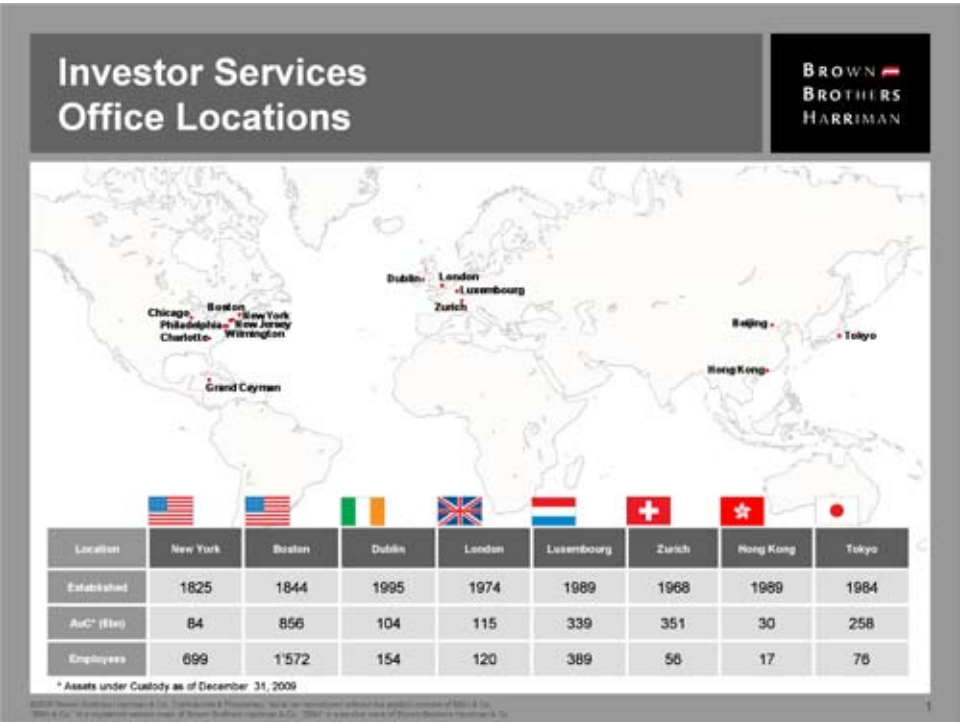 Investor Services
Office Locations
BROWN
BROTHERS
HARRIMAN
Dublin
London
Luxembourg
Zurich
Chicago
Boston
New York
Philadelphia
New Jersey
Charlotte
Wilmington
Beijing
Tokyo
Hong Kong
Grand Cayman
Location New York Boston Dublin London Luxembourg Zurich Hong Kong Tokyo
Established 1825 1844 1995 1974 1989 1968 1989 1984
AuC* ($bn) 84 856 104 115 339 351 30 258
Employees 699 1'572 154 120 389 56 17 76
* Assets under Custody as of December 31, 2009
1